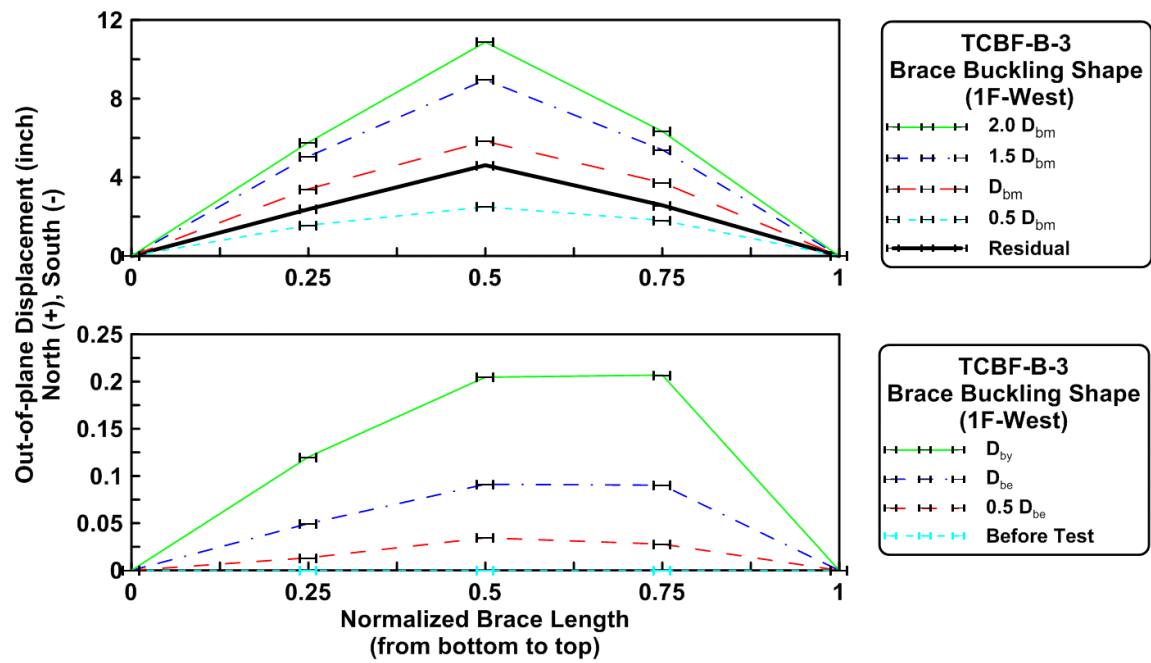 Out-of-plane Displacement (inch)
North (+), South (-)
12
8
4
0
0
0.25
0.5
0.75
1
TCBF-B-3
Brace Buckling Shape
(1F-West)
2.0 Dbm
1.5 Dbm
Dbm
0.5 Dbm
Residual
0.25
0.2
0.15
0.1
0.05
0
0
0.25
0.5
0.75
1
Normalized Brace Length
(from bottom to top)
TCBF-B-3
Brace Buckling Shape
(1F-West)
Dby
Dbe
0.5 Dbe
Before Test